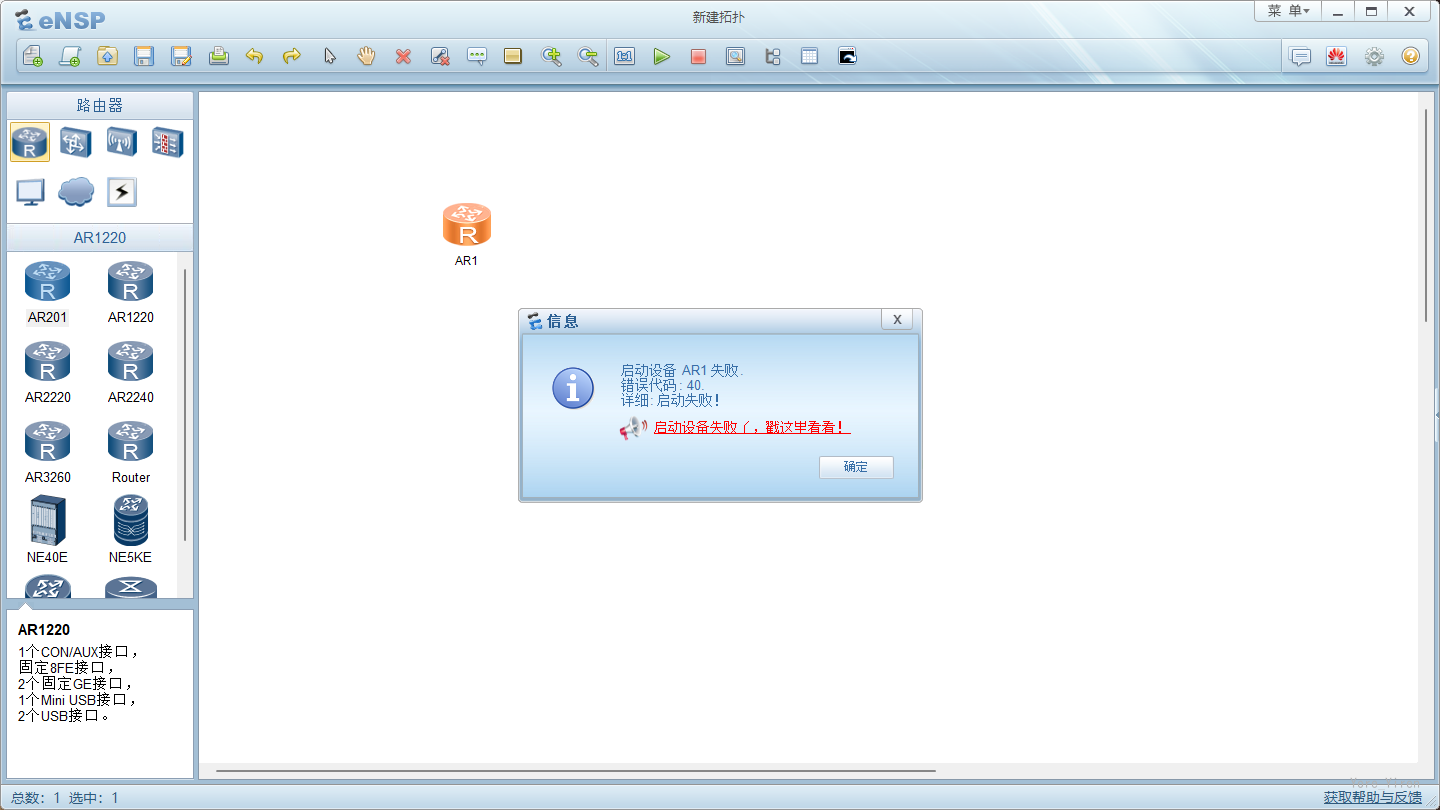 eNSP
新建拓扑
菜 单
1:1
路由器
R
AR1220
R R
AR201 AR1220
R R
AR2220 AR2240
R R
AR3260 Router
NE40E NE5KE
AR1220
1个CON/AUX接口，
固定8FE接口，
2个固定GE接口，
1个Mini USB接口，
2个USB接口。
R
AR1
信息
X
启动设备 AR1 失败.
错误代码: 40.
详细: 启动失败!
启动设备失败了，戳这里看看！
确定
总数：1 选中：1
获取帮助与反馈